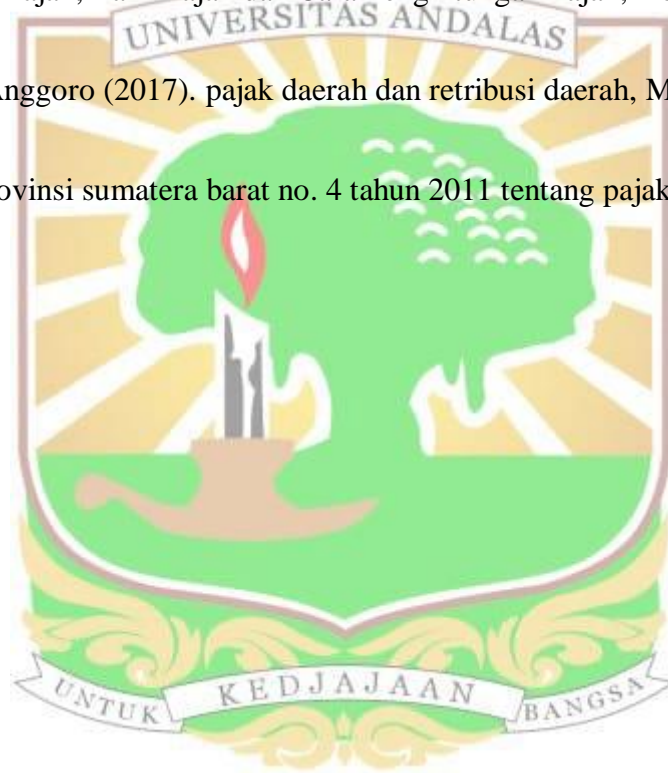 UNIVERSITAS ANDALAS
Anggoro (2017). pajak daerah dan retribusi daerah, M
ovinsi sumatera barat no. 4 tahun 2011 tentang pajak
UNTUK KEDJAJAAN BANGSA